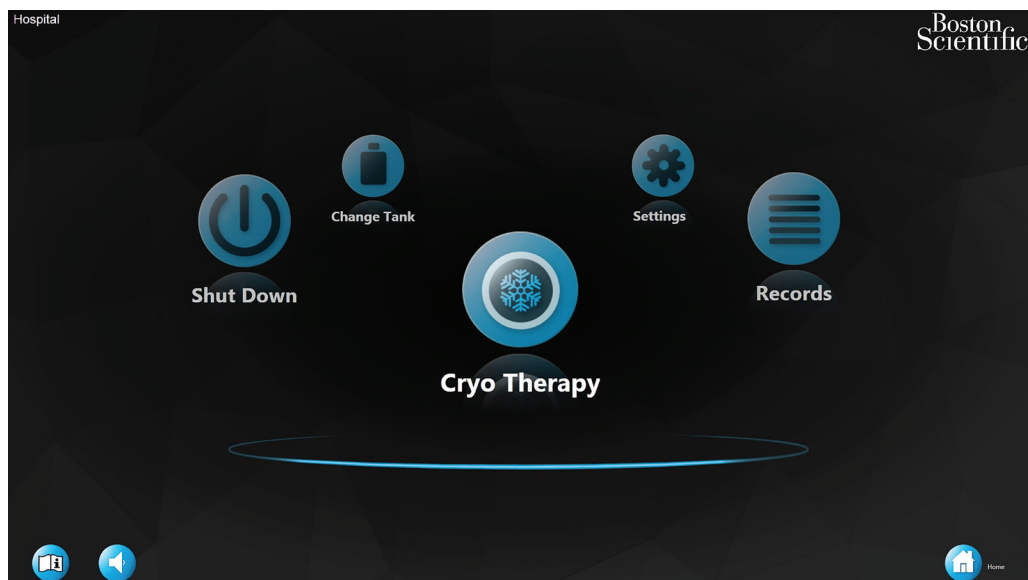 Hospital
Boston
Scientific
Change Tank
Settings
Shut Down
Records
Cryo Therapy
Home